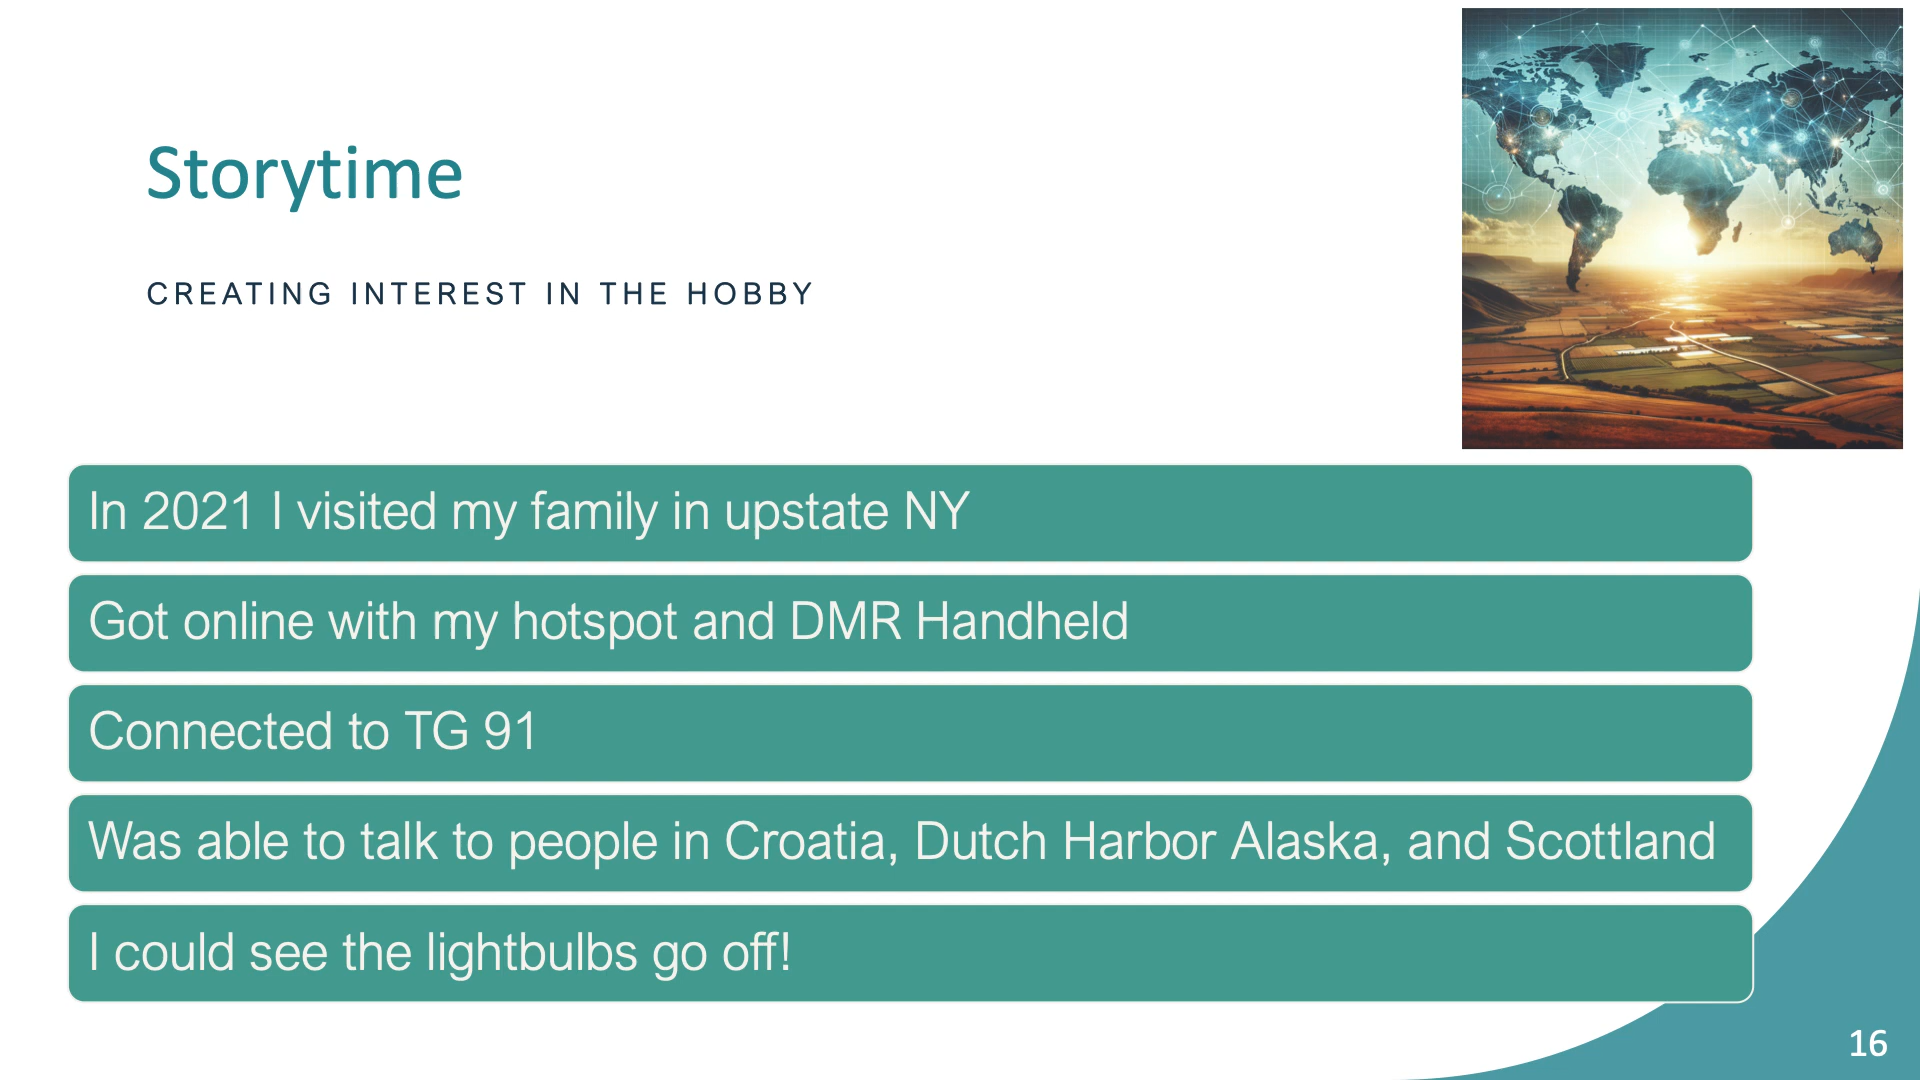 Storytime
CREATING INTEREST IN THE HOBBY
In 2021 I visited my family in upstate NY
Got online with my hotspot and DMR Handheld
Connected to TG 91
Was able to talk to people in Croatia, Dutch Harbor Alaska, and Scottland
I could see the lightbulbs go off!
16